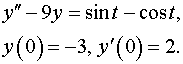 y″ − 9y = sin t − cos t,
y(0) = −3, y′(0) = 2.